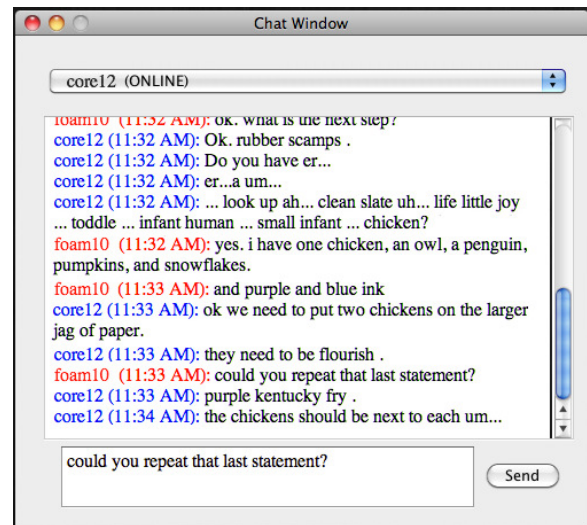 Chat Window
core12 (ONLINE)
foam10 (11:32 AM): ok. what is the next step?
core12 (11:32 AM): Ok. rubber scamps .
core12 (11:32 AM): Do you have er...
core12 (11:32 AM): er...a um...
core12 (11:32 AM): ... look up ah... clean slate uh... life little joy
... toddle ... infant human ... small infant ... chicken?
foam10 (11:32 AM): yes. i have one chicken, an owl, a penguin,
pumpkins, and snowflakes.
foam10 (11:33 AM): and purple and blue ink
core12 (11:33 AM): ok we need to put two chickens on the larger
jag of paper.
core12 (11:33 AM): they need to be flourish .
foam10 (11:33 AM): could you repeat that last statement?
core12 (11:33 AM): purple kentucky fry .
core12 (11:34 AM): the chickens should be next to each um...
could you repeat that last statement?
Send